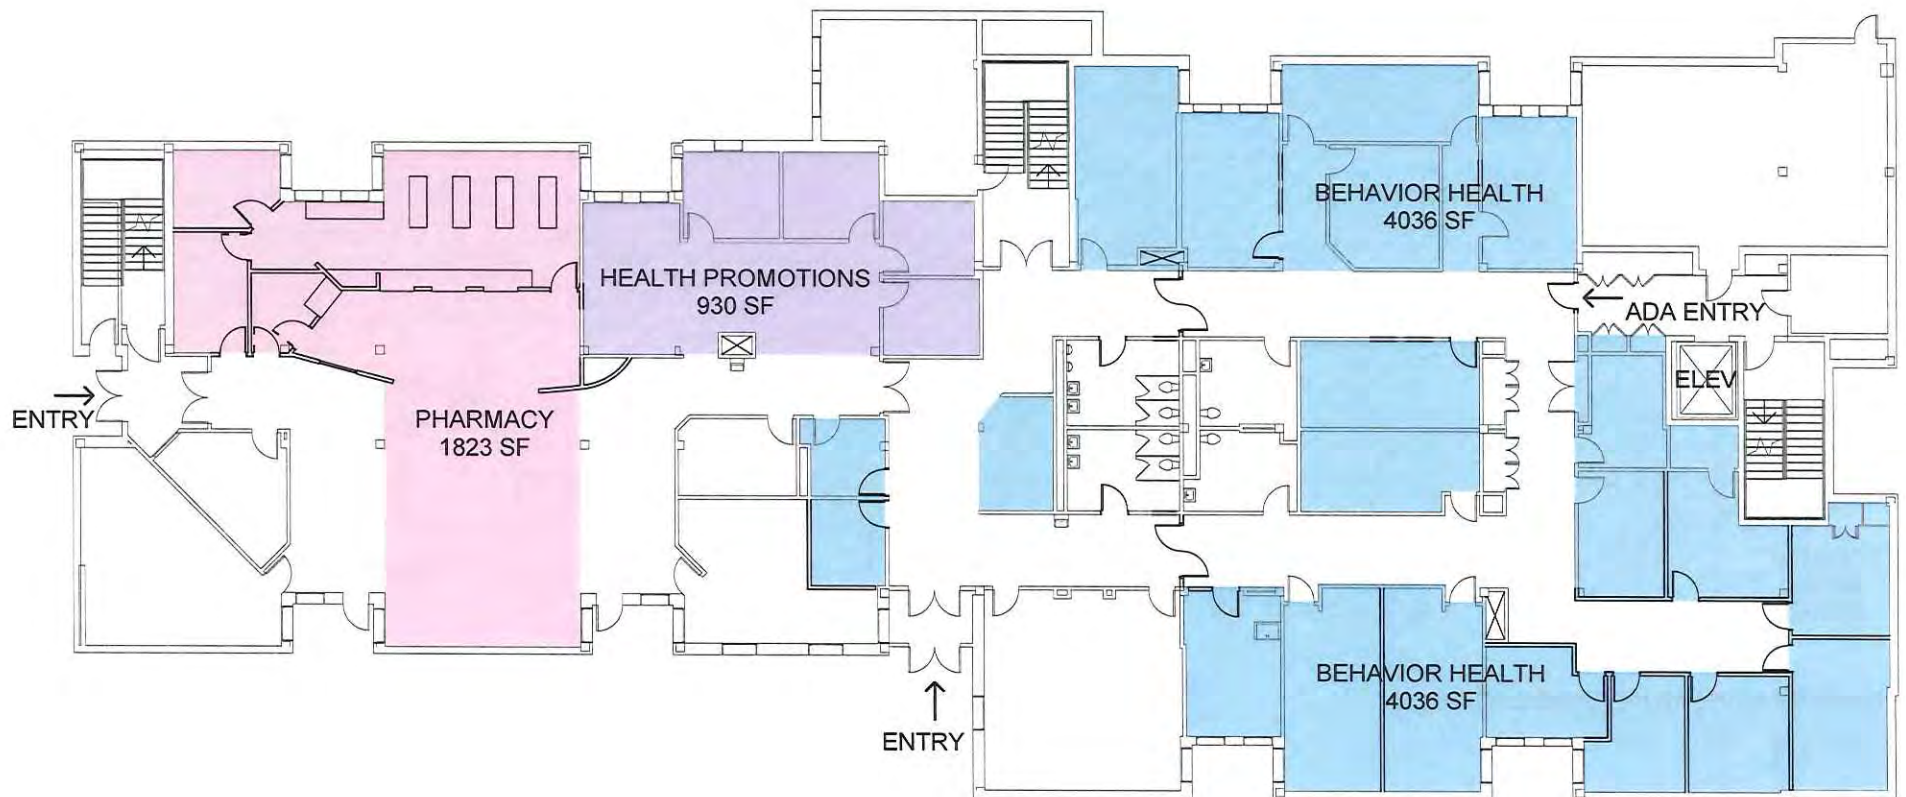 BEHAVIOR HEALTH
4036 SF
HEALTH PROMOTIONS
930 SF
ADA ENTRY
ELEV
ENTRY
PHARMACY
1823 SF
BEHAVIOR HEALTH
4036 SF
ENTRY